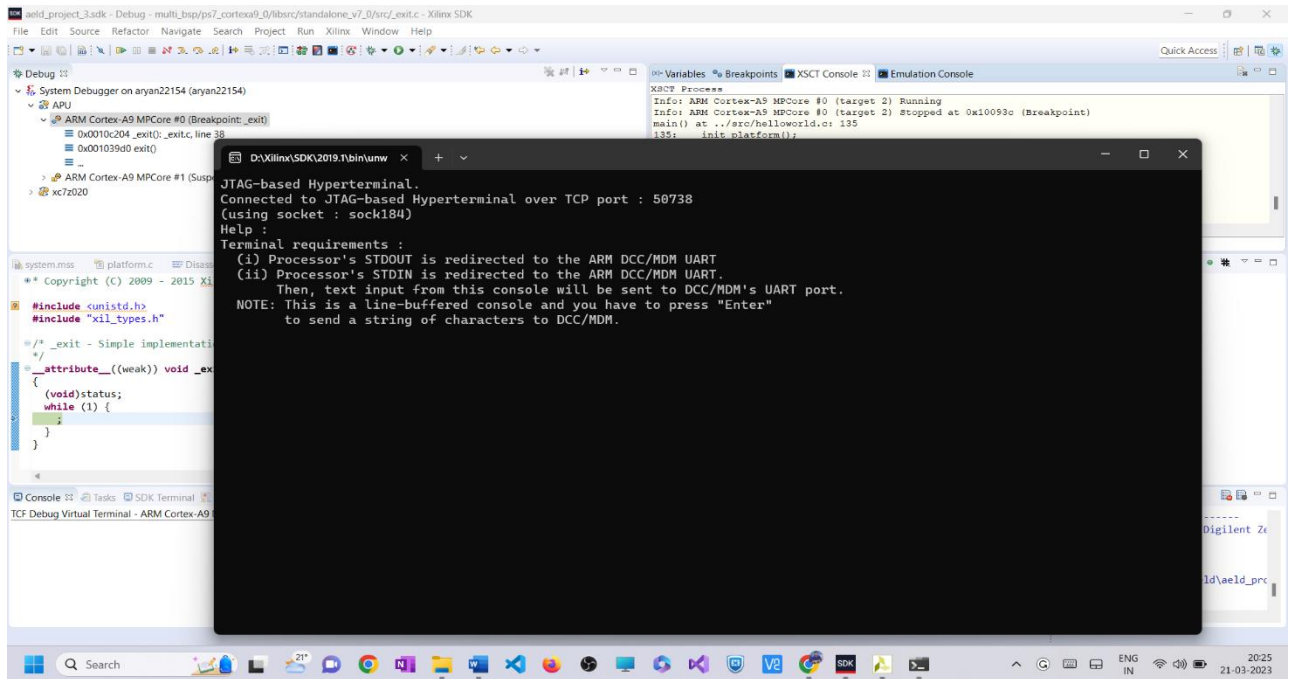 aeld_project_3.sdk - Debug - multi_bsp/ps7_cortexa9_0/libsrc/standalone_v7_0/src/_exit.c - Xilinx SDK
File Edit Source Refactor Navigate Search Project Run Xilinx Window Help
Quick Access
Debug
Variables Breakpoints XSCT Console Emulation Console
System Debugger on aryan22154 (aryan22154)
APU
ARM Cortex-A9 MPCore #0 (Breakpoint: _exit)
0x0010c204 _exit(): _exit.c, line 38
0x001039d0 exit()
...
ARM Cortex-A9 MPCore #1 (Susp
xc7z020
XSCT Process
Info: ARM Cortex-A9 MPCore #0 (target 2) Running
Info: ARM Cortex-A9 MPCore #0 (target 2) Stopped at 0x10093c (Breakpoint)
main() at ../src/helloworld.c: 135
135: init_platform();
D:\Xilinx\SDK\2019.1\bin\unw
JTAG-based Hyperterminal.
Connected to JTAG-based Hyperterminal over TCP port : 50738
(using socket : sock184)
Help :
Terminal requirements :
(i) Processor's STDOUT is redirected to the ARM DCC/MDM UART
(ii) Processor's STDIN is redirected to the ARM DCC/MDM UART.
Then, text input from this console will be sent to DCC/MDM's UART port.
NOTE: This is a line-buffered console and you have to press "Enter"
to send a string of characters to DCC/MDM.
system.mss platform.c Disass
* Copyright (C) 2009 - 2015 Xil
#include <unistd.h>
#include "xil_types.h"
/* _exit - Simple implementati
*/
__attribute__((weak)) void _ex
{
(void)status;
while (1) {
;
}
}
Console Tasks SDK Terminal
TCF Debug Virtual Terminal - ARM Cortex-A9
------
Digilent Ze
ld\aeld_pro
Search
21°
SDK
ENG
IN
20:25
21-03-2023